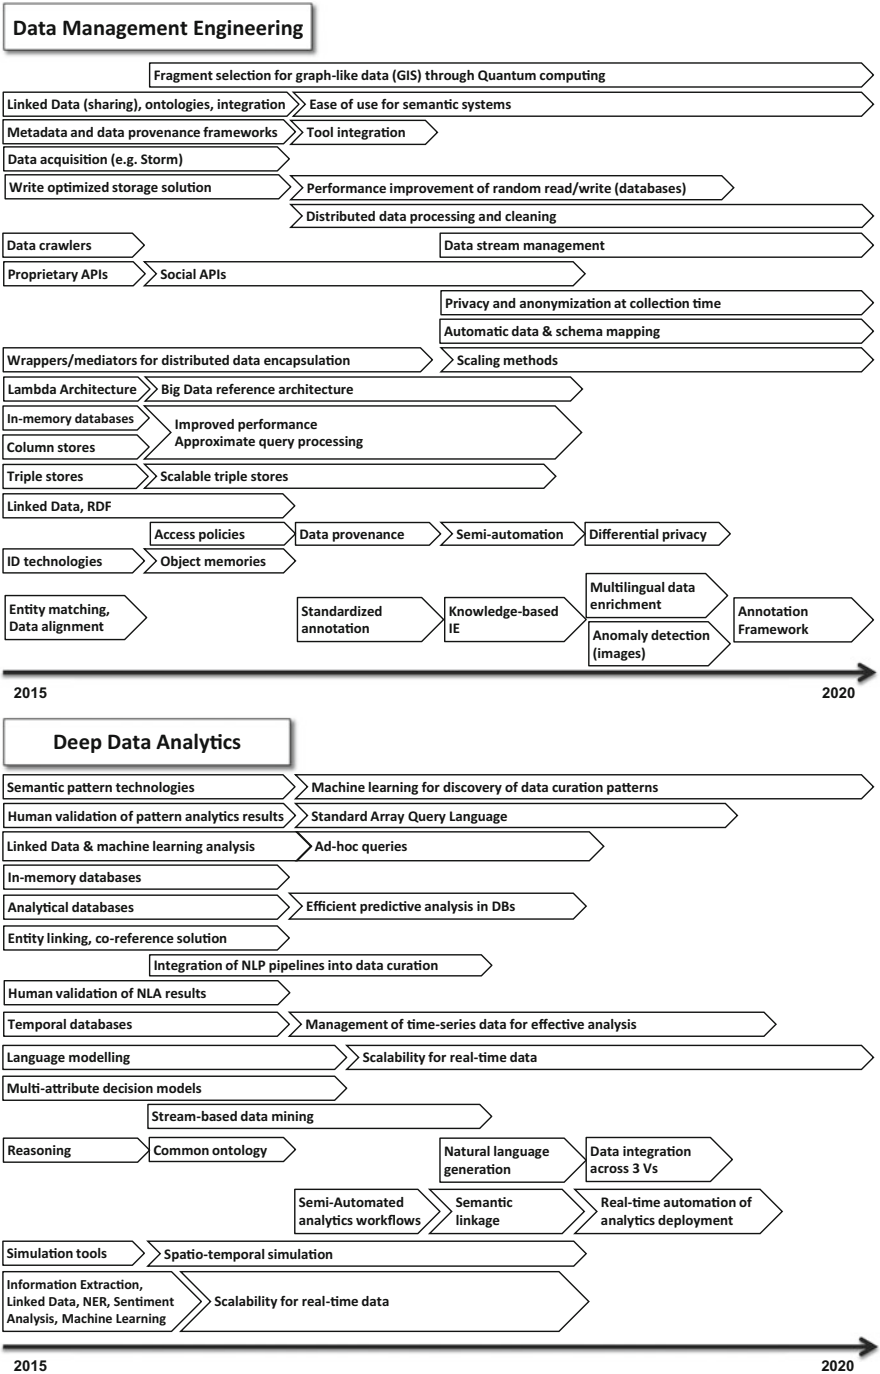 Data Management Engineering
Fragment selection for graph-like data (GIS) through Quantum computing
Linked Data (sharing), ontologies, integration
Ease of use for semantic systems
Metadata and data provenance frameworks
Tool integration
Data acquisition (e.g. Storm)
Write optimized storage solution
Performance improvement of random read/write (databases)
Distributed data processing and cleaning
Data crawlers
Data stream management
Proprietary APIs
Social APIs
Privacy and anonymization at collection time
Automatic data & schema mapping
Wrappers/mediators for distributed data encapsulation
Scaling methods
Lambda Architecture
Big Data reference architecture
In-memory databases
Column stores
Improved performance
Approximate query processing
Triple stores
Scalable triple stores
Linked Data, RDF
Access policies
Data provenance
Semi-automation
Differential privacy
ID technologies
Object memories
Entity matching,
Data alignment
Standardized
annotation
Knowledge-based
IE
Multilingual data
enrichment
Anomaly detection
(images)
Annotation
Framework
2015
2020
Deep Data Analytics
Semantic pattern technologies
Machine learning for discovery of data curation patterns
Human validation of pattern analytics results
Standard Array Query Language
Linked Data & machine learning analysis
Ad-hoc queries
In-memory databases
Analytical databases
Efficient predictive analysis in DBs
Entity linking, co-reference solution
Integration of NLP pipelines into data curation
Human validation of NLA results
Temporal databases
Management of time-series data for effective analysis
Language modelling
Scalability for real-time data
Multi-attribute decision models
Stream-based data mining
Reasoning
Common ontology
Natural language
generation
Data integration
across 3 Vs
Semi-Automated
analytics workflows
Semantic
linkage
Real-time automation of
analytics deployment
Simulation tools
Spatio-temporal simulation
Information Extraction,
Linked Data, NER, Sentiment
Analysis, Machine Learning
Scalability for real-time data
2015
2020